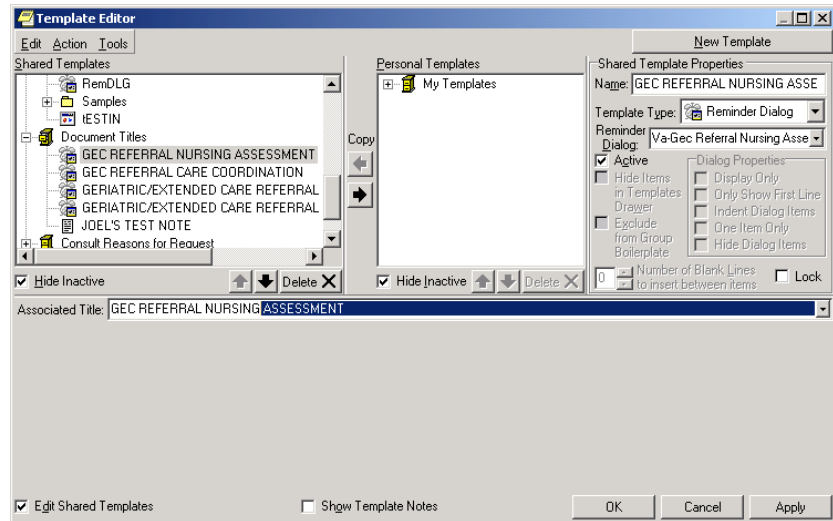 Template Editor
Edit Action Tools
New Template
Shared Templates
RemDLG
Samples
tESTIN
Document Titles
GEC REFERRAL NURSING ASSESSMENT
GEC REFERRAL CARE COORDINATION
GERIATRIC/EXTENDED CARE REFERRAL
GERIATRIC/EXTENDED CARE REFERRAL
JOEL'S TEST NOTE
Consult Reasons for Request
Hide Inactive
Delete
Copy
Personal Templates
My Templates
Hide Inactive
Delete
Shared Template Properties
Name: GEC REFERRAL NURSING ASSE
Template Type: Reminder Dialog
Reminder
Dialog: Va-Gec Referral Nursing Asse
Active
Hide Items
in Templates
Drawer
Exclude
from Group
Boilerplate
Dialog Properties
Display Only
Only Show First Line
Indent Dialog Items
One Item Only
Hide Dialog Items
0 Number of Blank Lines
to insert between items
Lock
Associated Title: GEC REFERRAL NURSING ASSESSMENT
Edit Shared Templates
Show Template Notes
OK
Cancel
Apply